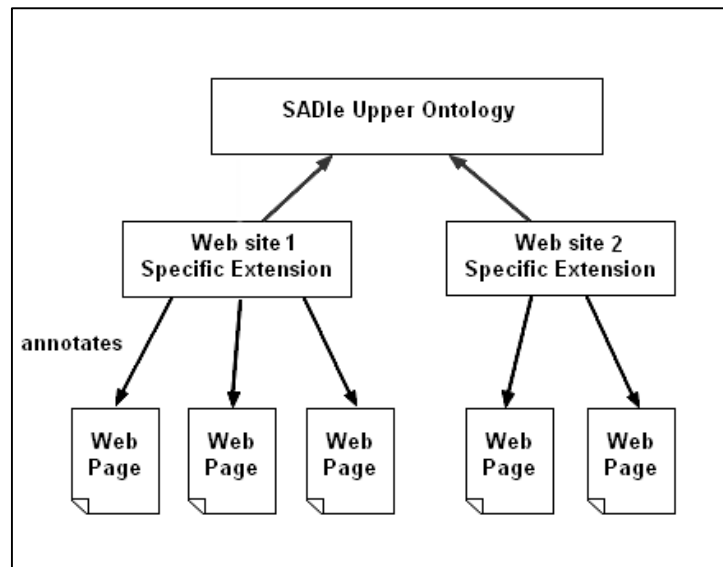 SADIe Upper Ontology
Web site 1
Specific Extension
Web site 2
Specific Extension
annotates
Web
Page
Web
Page
Web
Page
Web
Page
Web
Page